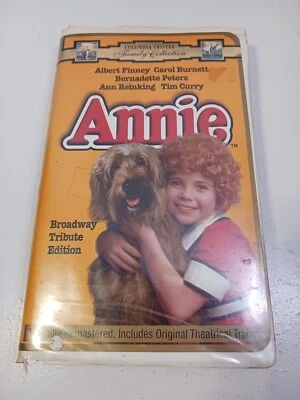 COLUMBIA TRISTAR
Family Collection
Albert Finney Carol Burnett
Bernadette Peters
Ann Reinking Tim Curry
Annie™
Broadway
Tribute
Edition
Remastered. Includes Original Theatrical Trailer